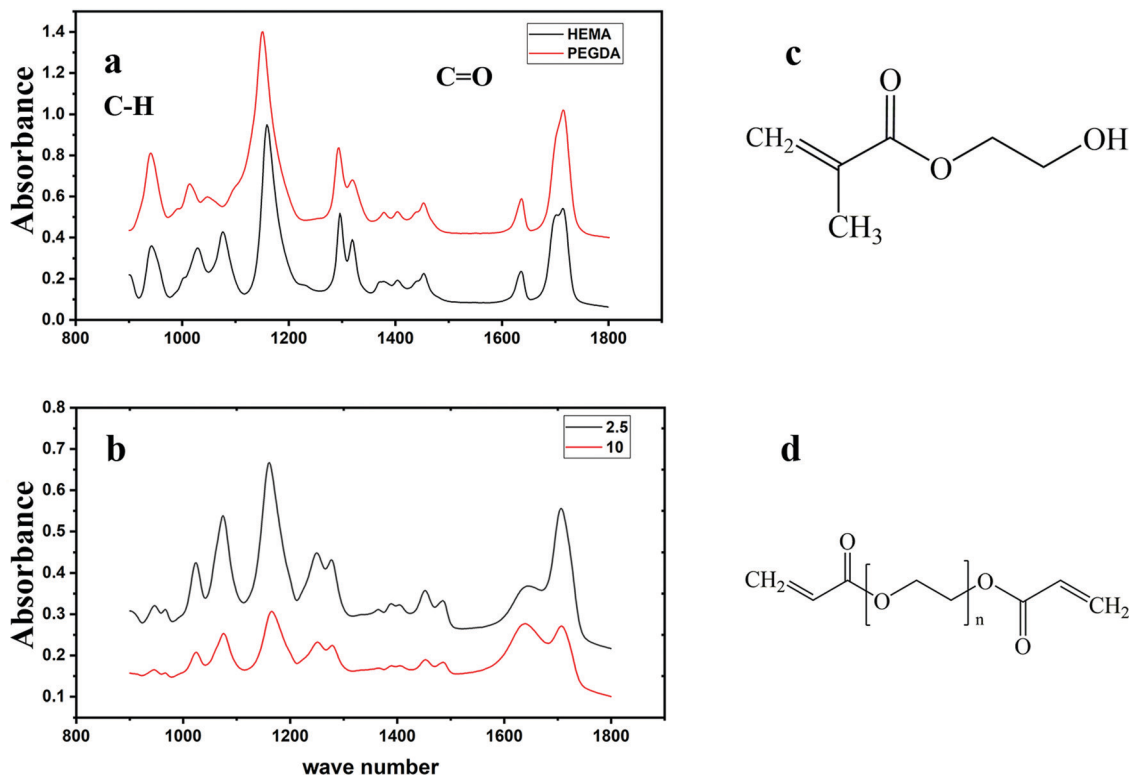 a
C-H
C=O
HEMA
PEGDA
Absorbance
1.4
1.2
1.0
0.8
0.6
0.4
0.2
0.0
800 1000 1200 1400 1600 1800
c
O
CH2
O
OH
CH3
b
2.5
10
Absorbance
0.8
0.7
0.6
0.5
0.4
0.3
0.2
0.1
800 1000 1200 1400 1600 1800
wave number
d
O
CH2
O
n
O
O
CH2